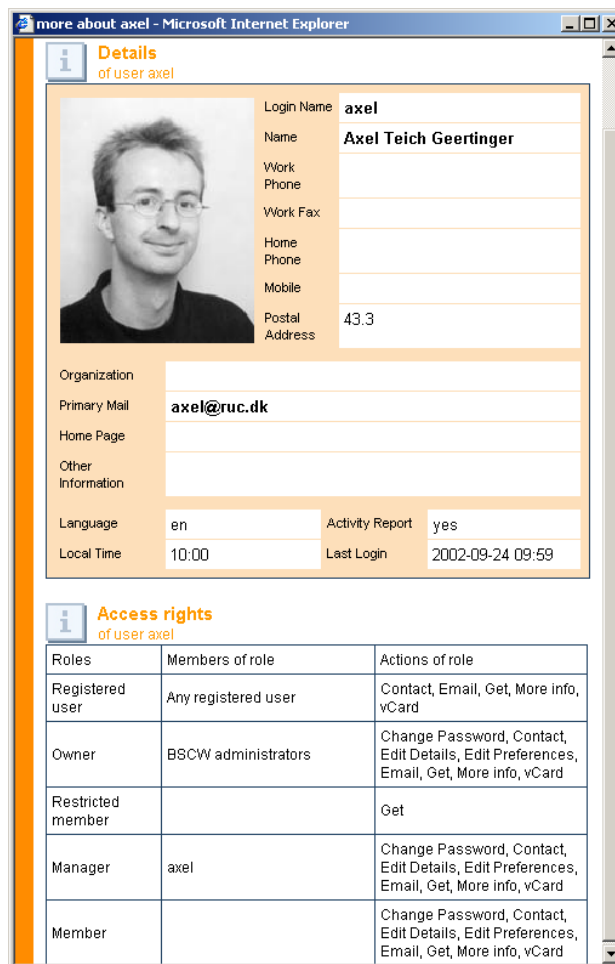 more about axel - Microsoft Internet Explorer
Details
of user axel
Login Name axel
Name Axel Teich Geertinger
Work
Phone
Work Fax
Home
Phone
Mobile
Postal
Address 43.3
Organization
Primary Mail axel@ruc.dk
Home Page
Other
Information
Language en Activity Report yes
Local Time 10:00 Last Login 2002-09-24 09:59
Access rights
of user axel
Roles Members of role Actions of role
Registered
user
Any registered user
Contact, Email, Get, More info,
vCard
Owner
BSCW administrators
Change Password, Contact,
Edit Details, Edit Preferences,
Email, Get, More info, vCard
Restricted
member
Get
Manager
axel
Change Password, Contact,
Edit Details, Edit Preferences,
Email, Get, More info, vCard
Member
Change Password, Contact,
Edit Details, Edit Preferences,
Email, Get, More info, vCard